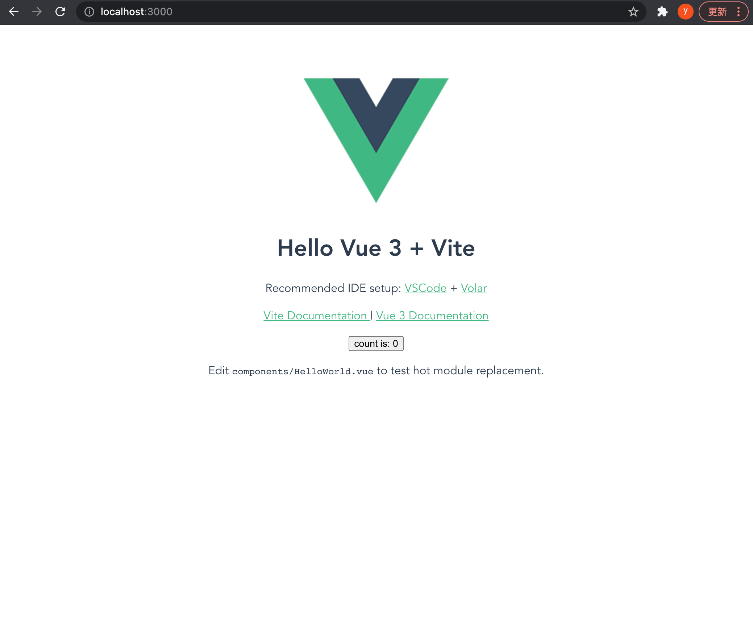 localhost:3000
y
更新
Hello Vue 3 + Vite
Recommended IDE setup: VSCode + Volar
Vite Documentation | Vue 3 Documentation
count is: 0
Edit components/HelloWorld.vue to test hot module replacement.